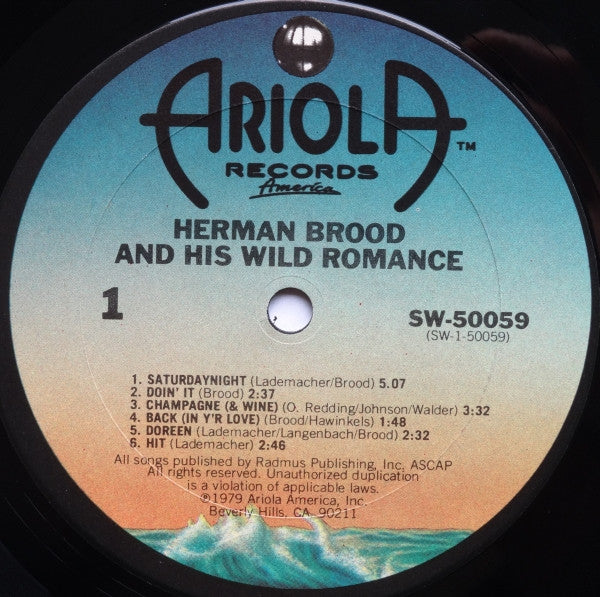 ARIOLA™
RECORDS
America
HERMAN BROOD
AND HIS WILD ROMANCE
1
SW-50059
(SW-1-50059)
1. SATURDAYNIGHT (Lademacher/Brood) 5.07
2. DOIN' IT (Brood) 2:37
3. CHAMPAGNE (& WINE) (O. Redding/Johnson/Walder) 3:32
4. BACK (IN Y'R LOVE) (Brood/Hawinkels) 1:48
5. DOREEN (Lademacher/Langenbach/Brood) 2:32
6. HIT (Lademacher) 2:46
All songs published by Radmus Publishing, Inc. ASCAP
All rights reserved. Unauthorized duplication
is a violation of applicable laws.
©1979 Ariola America, Inc.
Beverly Hills, CA. 90211